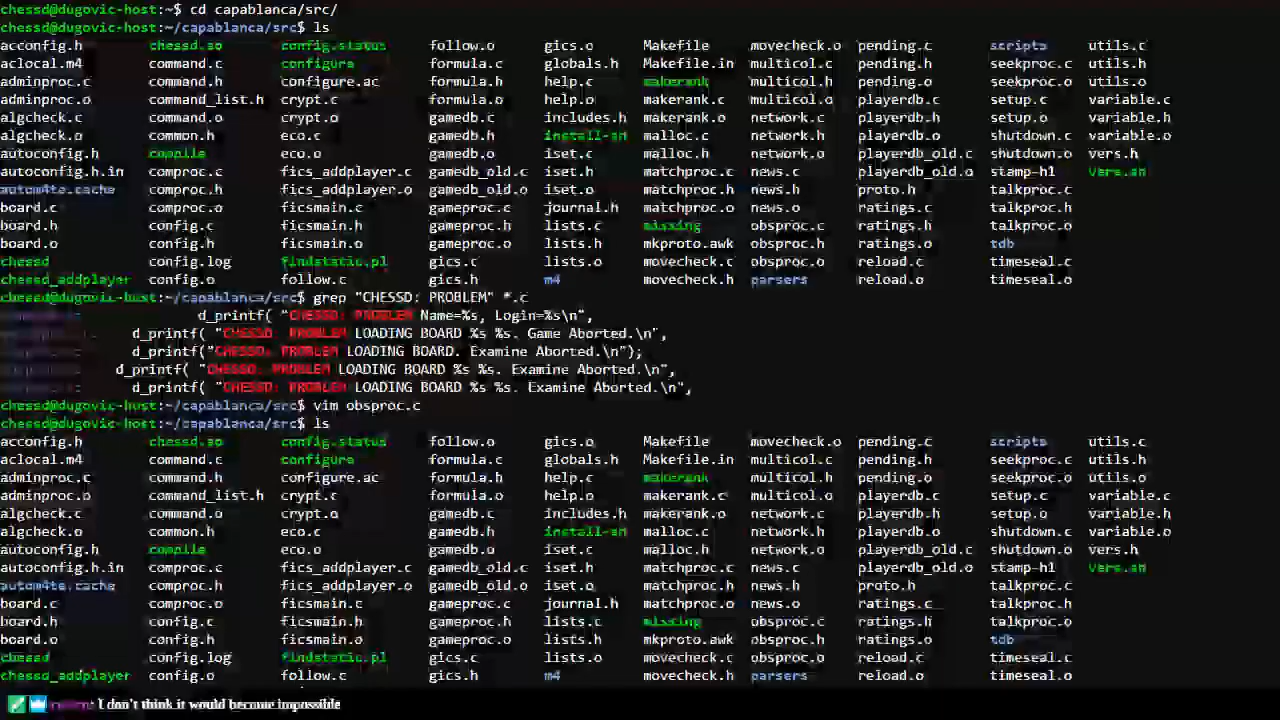 chessd@dugovic-host:~$ cd capablanca/src/
chessd@dugovic-host:~/capablanca/src$ ls
acconfig.h chessd.so config.status follow.o gics.o Makefile movecheck.o pending.c scripts utils.c
aclocal.m4 command.c configure formula.c globals.h Makefile.in multicol.c pending.h seekproc.c utils.h
adminproc.c command.h configure.ac formula.h help.c makerank multicol.h pending.o seekproc.o utils.o
adminproc.o command_list.h crypt.c formula.o help.o makerank.c multicol.o playerdb.c setup.c variable.c
algcheck.c command.o crypt.o gamedb.c includes.h makerank.o network.c playerdb.h setup.o variable.h
algcheck.o common.h eco.c gamedb.h install-sh malloc.c network.h playerdb.o shutdown.c variable.o
autoconfig.h compile eco.o gamedb.o iset.c malloc.h network.o playerdb_old.c shutdown.o vers.h
autoconfig.h.in comproc.c fics_addplayer.c gamedb_old.c iset.h matchproc.c news.c playerdb_old.o stamp-h1 vers.sh
autom4te.cache comproc.h fics_addplayer.o gamedb_old.o iset.o matchproc.h news.h proto.h talkproc.c
board.c comproc.o ficsmain.c gameproc.c journal.h matchproc.o news.o ratings.c talkproc.h
board.h config.c ficsmain.h gameproc.h lists.c missing obsproc.c ratings.h talkproc.o
board.o config.h ficsmain.o gameproc.o lists.h mkproto.awk obsproc.h ratings.o tdb
chessd config.log findstatic.pl gics.c lists.o movecheck.c obsproc.o reload.c timeseal.c
chessd_addplayer config.o follow.c gics.h m4 movecheck.h parsers reload.o timeseal.o
chessd@dugovic-host:~/capablanca/src$ grep "CHESSD: PROBLEM" *.c
d_printf( "CHESSD: PROBLEM Name=%s, Login=%s\n",
d_printf( "CHESSD: PROBLEM LOADING BOARD %s %s. Game Aborted.\n",
d_printf("CHESSD: PROBLEM LOADING BOARD. Examine Aborted.\n");
d_printf( "CHESSD: PROBLEM LOADING BOARD %s %s. Examine Aborted.\n",
d_printf( "CHESSD: PROBLEM LOADING BOARD %s %s. Examine Aborted.\n",
chessd@dugovic-host:~/capablanca/src$ vim obsproc.c
chessd@dugovic-host:~/capablanca/src$ ls
acconfig.h chessd.so config.status follow.o gics.o Makefile movecheck.o pending.c scripts utils.c
aclocal.m4 command.c configure formula.c globals.h Makefile.in multicol.c pending.h seekproc.c utils.h
adminproc.c command.h configure.ac formula.h help.c makerank multicol.h pending.o seekproc.o utils.o
adminproc.o command_list.h crypt.c formula.o help.o makerank.c multicol.o playerdb.c setup.c variable.c
algcheck.c command.o crypt.o gamedb.c includes.h makerank.o network.c playerdb.h setup.o variable.h
algcheck.o common.h eco.c gamedb.h install-sh malloc.c network.h playerdb.o shutdown.c variable.o
autoconfig.h compile eco.o gamedb.o iset.c malloc.h network.o playerdb_old.c shutdown.o vers.h
autoconfig.h.in comproc.c fics_addplayer.c gamedb_old.c iset.h matchproc.c news.c playerdb_old.o stamp-h1 vers.sh
autom4te.cache comproc.h fics_addplayer.o gamedb_old.o iset.o matchproc.h news.h proto.h talkproc.c
board.c comproc.o ficsmain.c gameproc.c journal.h matchproc.o news.o ratings.c talkproc.h
board.h config.c ficsmain.h gameproc.h lists.c missing obsproc.c ratings.h talkproc.o
board.o config.h ficsmain.o gameproc.o lists.h mkproto.awk obsproc.h ratings.o tdb
chessd config.log findstatic.pl gics.c lists.o movecheck.c obsproc.o reload.c timeseal.c
chessd_addplayer config.o follow.c gics.h m4 movecheck.h parsers reload.o timeseal.o
I don't think it would become impossible